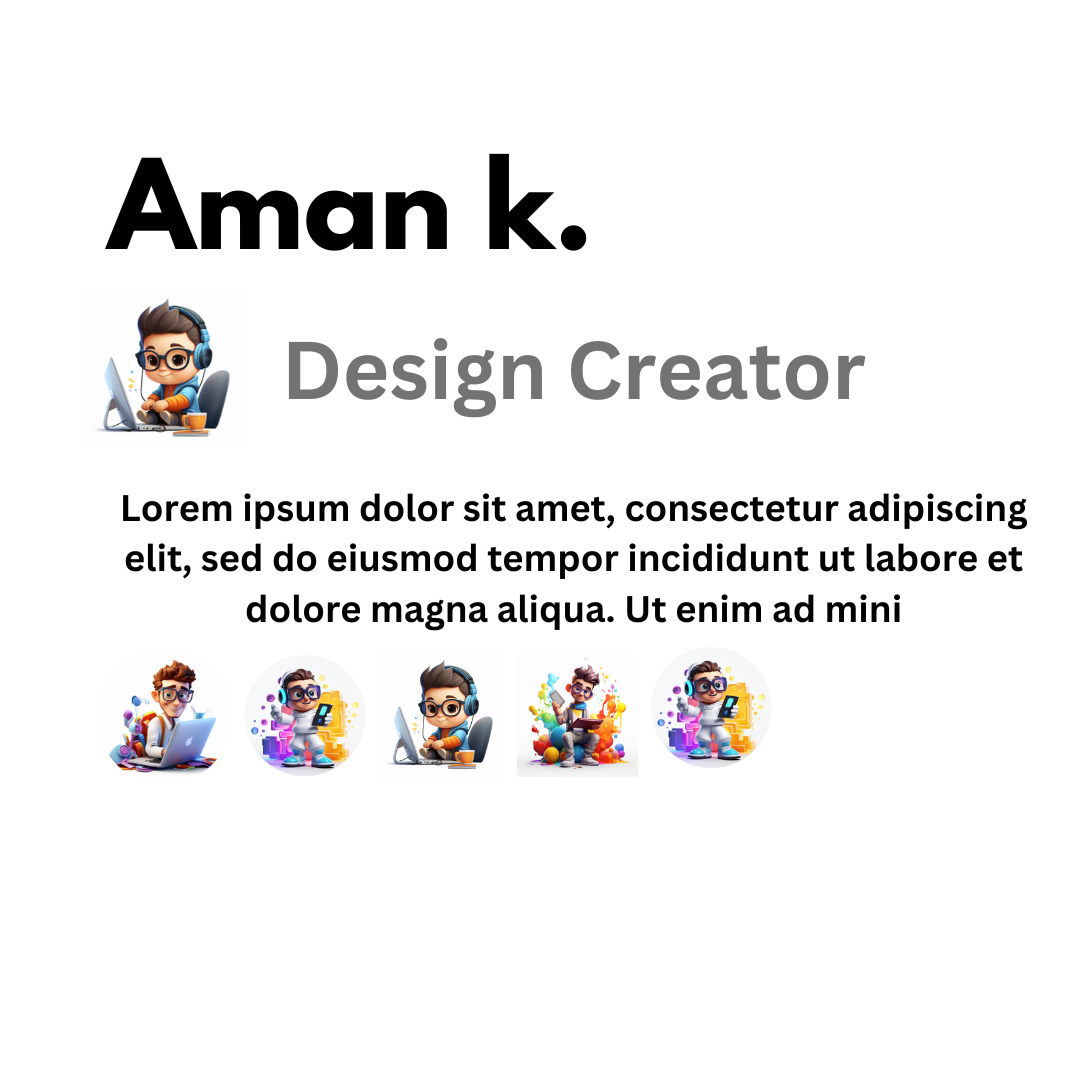 Aman k.
Design Creator
Lorem ipsum dolor sit amet, consectetur adipiscing
elit, sed do eiusmod tempor incididunt ut labore et
dolore magna aliqua. Ut enim ad mini